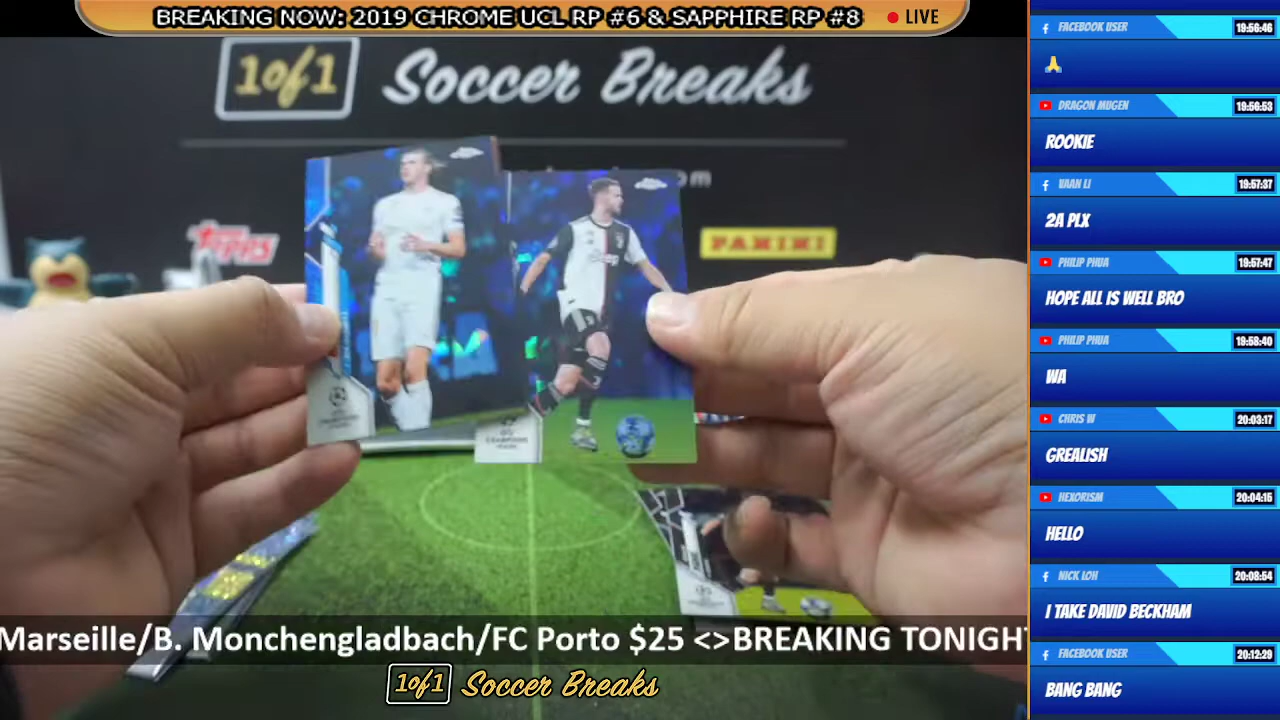 BREAKING NOW: 2019 CHROME UCL RP #6 & SAPPHIRE RP #8
LIVE
1of1 Soccer Breaks
om
TOPPS
PANINI
Marseille/B. Monchengladbach/FC Porto $25 <>BREAKING TONIGHT
1of1 Soccer Breaks
FACEBOOK USER 19:56:46
🙏
DRAGON MUGEN 19:56:53
ROOKIE
VAAN LI 19:57:37
2A PLX
PHILIP PHUA 19:57:47
HOPE ALL IS WELL BRO
PHILIP PHUA 19:58:40
WA
CHRIS W 20:03:17
GREALISH
HEXORISM 20:04:15
HELLO
NICK LOH 20:08:54
I TAKE DAVID BECKHAM
FACEBOOK USER 20:12:29
BANG BANG